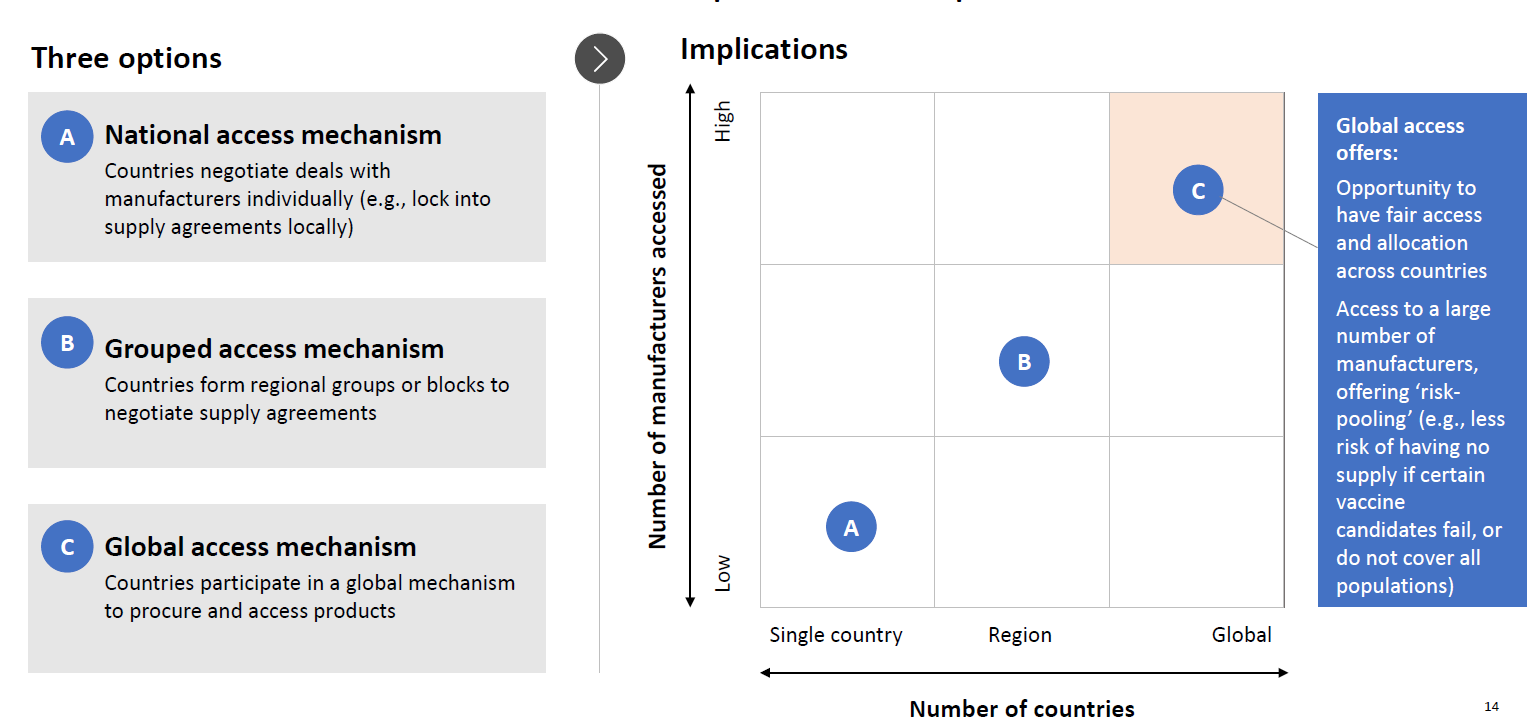 Three options
A
National access mechanism
Countries negotiate deals with
manufacturers individually (e.g., lock into
supply agreements locally)
B
Grouped access mechanism
Countries form regional groups or blocks to
negotiate supply agreements
C
Global access mechanism
Countries participate in a global mechanism
to procure and access products
Implications
Number of manufacturers accessed
High
Low
C
B
A
Single country
Region
Global
Number of countries
Global access
offers:
Opportunity to
have fair access
and allocation
across countries
Access to a large
number of
manufacturers,
offering ‘risk-
pooling’ (e.g., less
risk of having no
supply if certain
vaccine
candidates fail, or
do not cover all
populations)
14